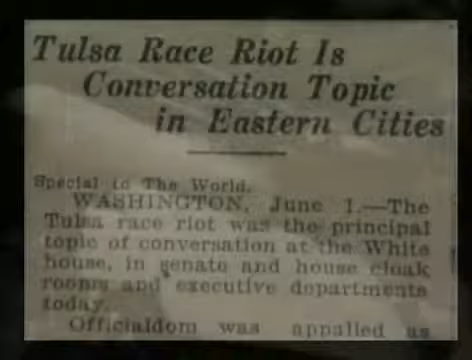 Tulsa Race Riot Is
Conversation Topic
in Eastern Cities
Special to The World.
WASHINGTON, June 1.—The
Tulsa race riot was the principal
topic of conversation at the White
house, in senate and house cloak
rooms and executive departments
today.
Officialdom was appalled as